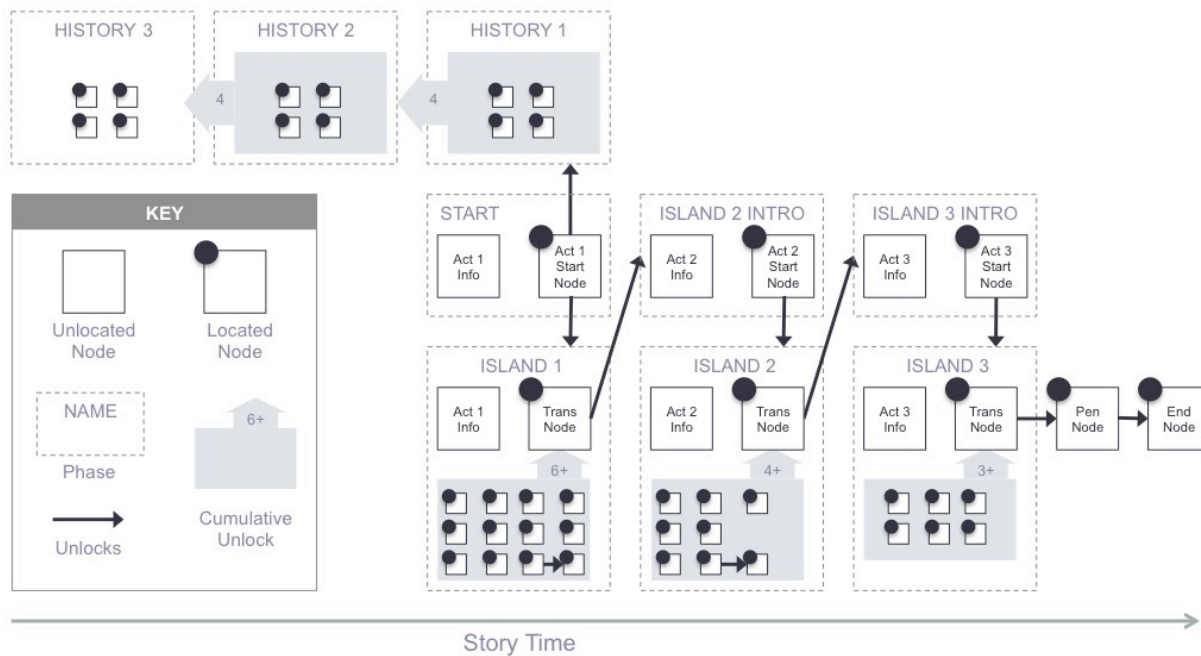 HISTORY 3
HISTORY 2
HISTORY 1
4
4
KEY
Unlocated
Node
Located
Node
NAME
Phase
6+
Cumulative
Unlock
Unlocks
START
Act 1
Info
Act 1
Start
Node
ISLAND 2 INTRO
Act 2
Info
Act 2
Start
Node
ISLAND 3 INTRO
Act 3
Info
Act 3
Start
Node
ISLAND 1
Act 1
Info
Trans
Node
6+
ISLAND 2
Act 2
Info
Trans
Node
4+
ISLAND 3
Act 3
Info
Trans
Node
3+
Pen
Node
End
Node
Story Time